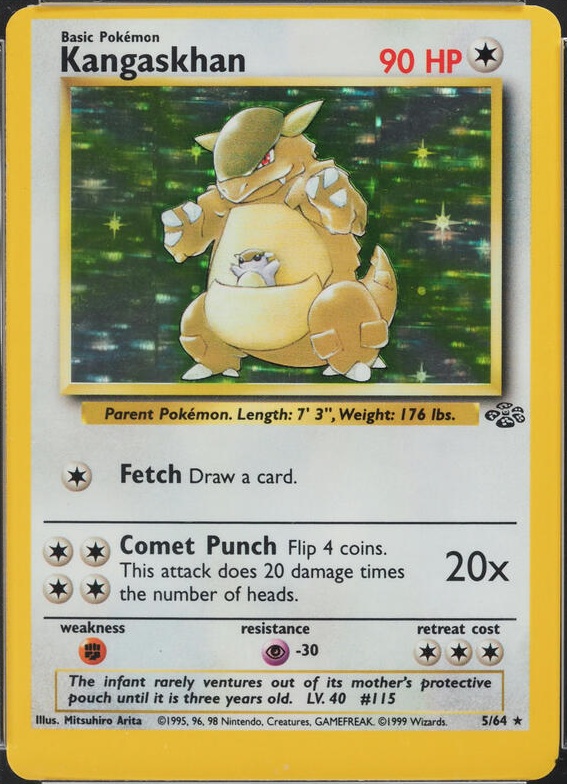 Basic Pokémon
Kangaskhan
90 HP
Parent Pokémon. Length: 7' 3", Weight: 176 lbs.
Fetch Draw a card.
Comet Punch Flip 4 coins.
This attack does 20 damage times
the number of heads.
20x
weakness
resistance
retreat cost
-30
The infant rarely ventures out of its mother's protective
pouch until it is three years old. LV. 40 #115
Illus. Mitsuhiro Arita ©1995, 96, 98 Nintendo, Creatures, GAMEFREAK. ©1999 Wizards. 5/64 ★